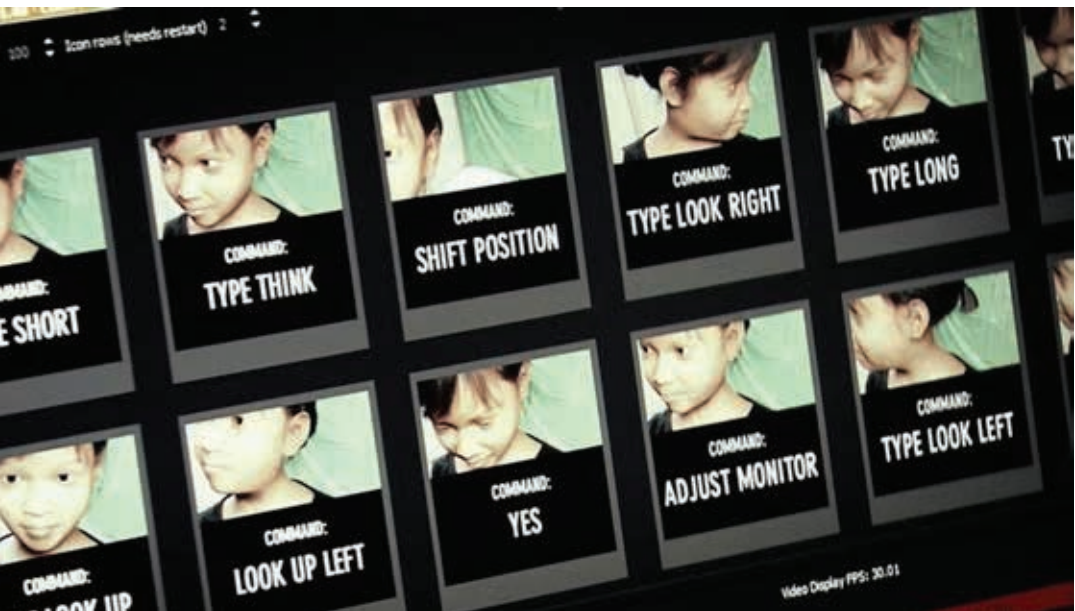 100 Icon rows (needs restart) 2
COMMAND:
TYPE THINK
COMMAND:
SHIFT POSITION
COMMAND:
TYPE LOOK RIGHT
COMMAND:
TYPE LONG
SHORT
COMMAND:
LOOK UP LEFT
COMMAND:
YES
COMMAND:
ADJUST MONITOR
COMMAND:
TYPE LOOK LEFT
COMMAND:
LOOK UP
Video Display FPS: 30.01